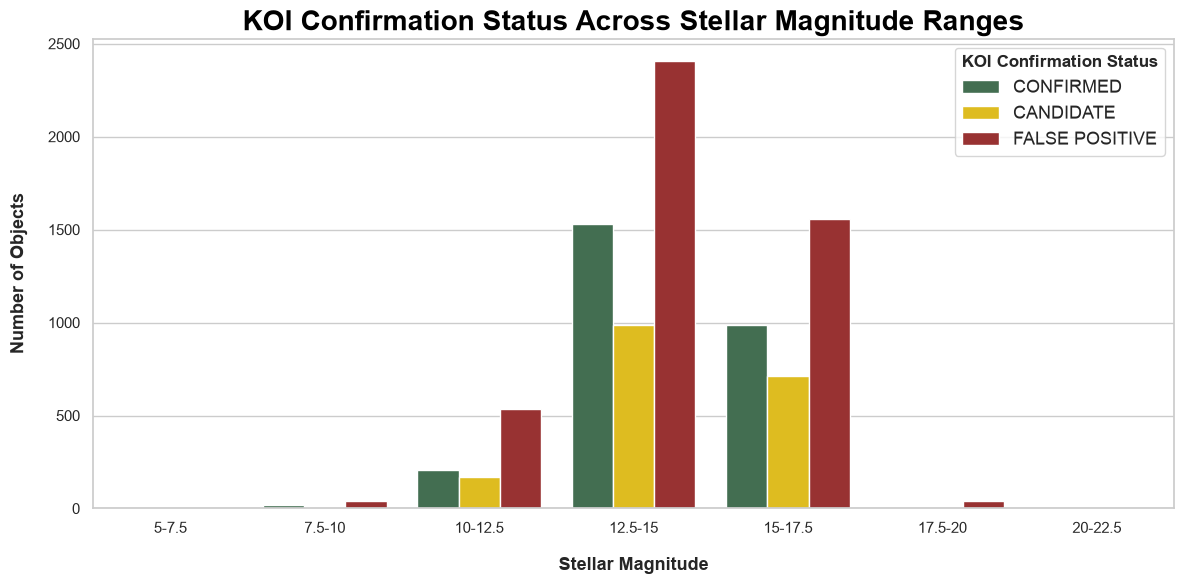 KOI Confirmation Status Across Stellar Magnitude Ranges
KOI Confirmation Status
CONFIRMED
CANDIDATE
FALSE POSITIVE
Number of Objects
2500
2000
1500
1000
500
0
5-7.5 7.5-10 10-12.5 12.5-15 15-17.5 17.5-20 20-22.5
Stellar Magnitude